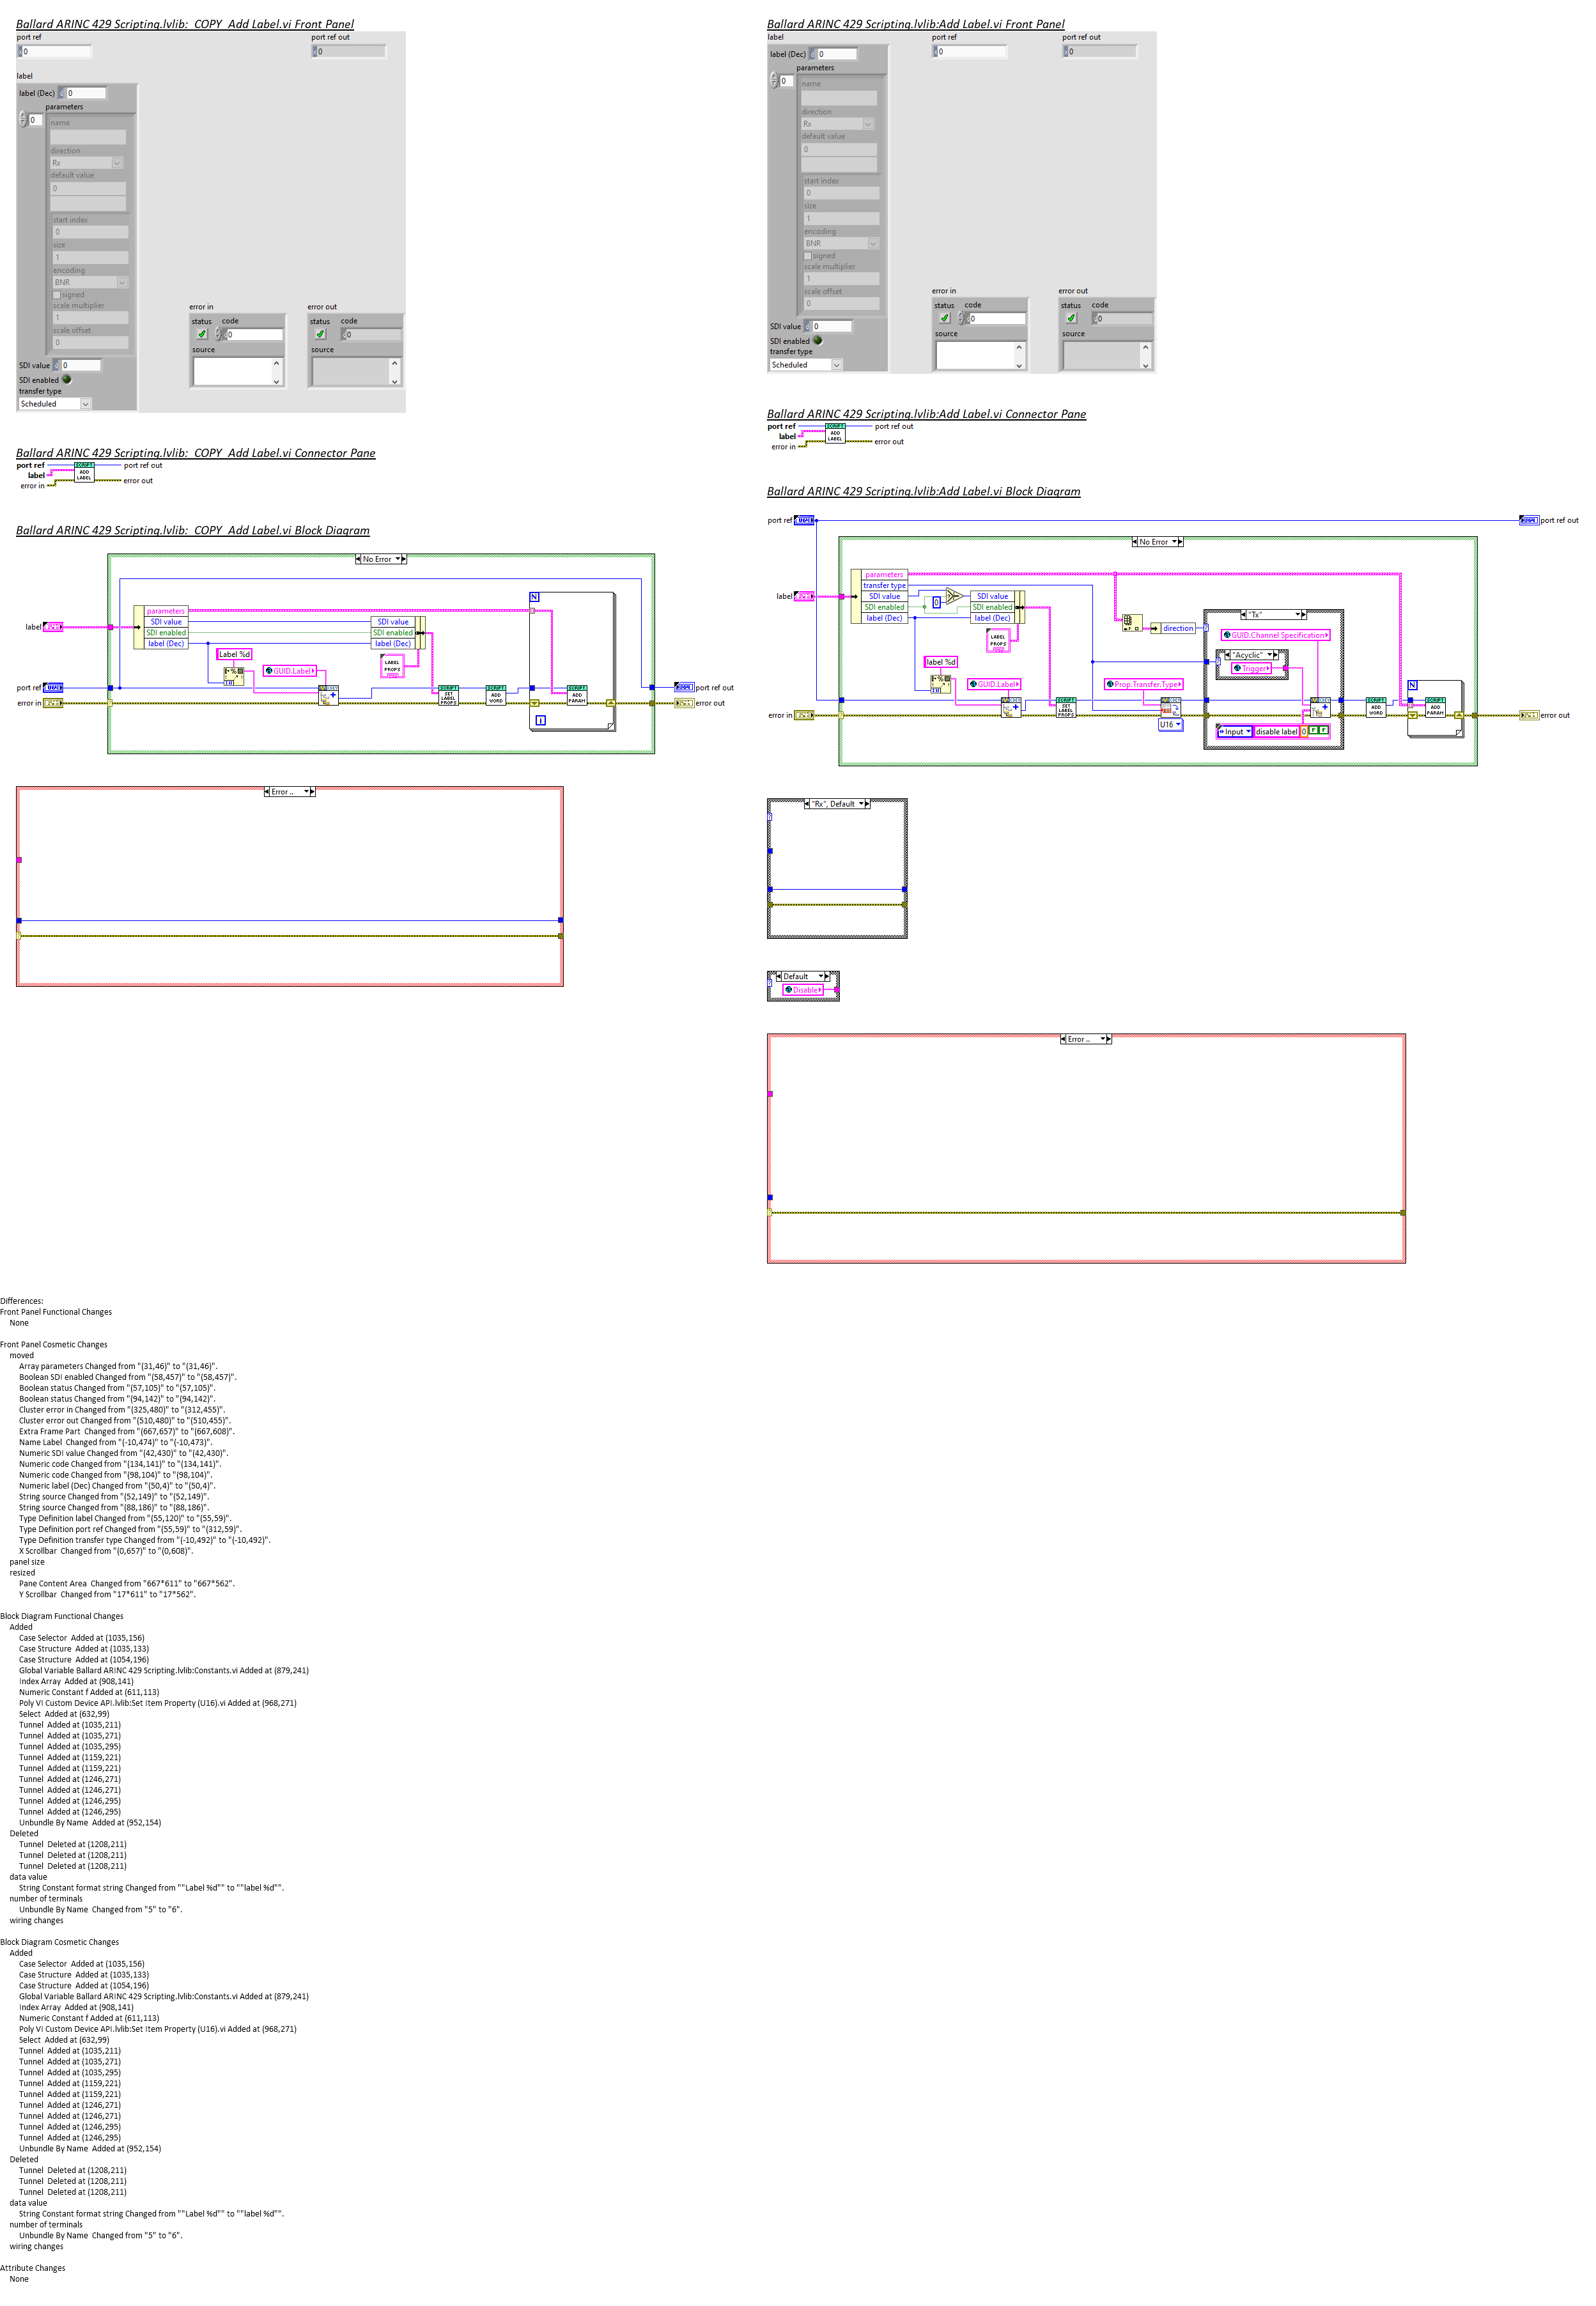 Ballard ARINC 429 Scripting.lvlib:_COPY_Add Label.vi Front Panel
port ref
0
port ref out
0
label
label (Dec)
0
parameters
0
name
direction
Rx
default value
0
start index
0
size
1
encoding
BNR
signed
scale multiplier
1
scale offset
0
SDI value
0
SDI enabled
transfer type
Scheduled
error in
status code
0
source
error out
status code
0
source
Ballard ARINC 429 Scripting.lvlib:_COPY_Add Label.vi Connector Pane
port ref
label
error in
SCRIPT
ADD
LABEL
port ref out
error out
Ballard ARINC 429 Scripting.lvlib:_COPY_Add Label.vi Block Diagram
No Error
label
parameters
SDI value
SDI enabled
label (Dec)
SDI value
SDI enabled
label (Dec)
Label %d
GUID.Label
LABEL
PROPS
port ref
error in
SCRIPT
SET
LABEL
PROPS
SCRIPT
ADD
WORD
N
SCRIPT
ADD
PARAM
i
port ref out
error out
Error ..
Ballard ARINC 429 Scripting.lvlib:Add Label.vi Front Panel
label
label (Dec)
0
parameters
0
name
direction
Rx
default value
0
start index
0
size
1
encoding
BNR
signed
scale multiplier
1
scale offset
0
SDI value
0
SDI enabled
transfer type
Scheduled
port ref
0
port ref out
0
error in
status code
0
source
error out
status code
0
source
Ballard ARINC 429 Scripting.lvlib:Add Label.vi Connector Pane
port ref
label
error in
SCRIPT
ADD
LABEL
port ref out
error out
Ballard ARINC 429 Scripting.lvlib:Add Label.vi Block Diagram
port ref
port ref out
No Error
label
parameters
transfer type
SDI value
SDI enabled
label (Dec)
0
SDI value
SDI enabled
label (Dec)
LABEL
PROPS
label %d
GUID.Label
SCRIPT
SET
LABEL
PROPS
Prop.Transfer.Type
U16
direction
"Tx"
GUID.Channel Specification
"Acyclic"
Trigger
Input
disable label
0
F
F
SCRIPT
ADD
WORD
N
SCRIPT
ADD
PARAM
error in
error out
"Rx", Default
Default
Disable
Error ..
Differences:
Front Panel Functional Changes
None
Front Panel Cosmetic Changes
moved
Array parameters Changed from "(31,46)" to "(31,46)".
Boolean SDI enabled Changed from "(58,457)" to "(58,457)".
Boolean status Changed from "(57,105)" to "(57,105)".
Boolean status Changed from "(94,142)" to "(94,142)".
Cluster error in Changed from "(325,480)" to "(312,455)".
Cluster error out Changed from "(510,480)" to "(510,455)".
Extra Frame Part  Changed from "(667,657)" to "(667,608)".
Name Label  Changed from "(-10,474)" to "(-10,473)".
Numeric SDI value Changed from "(42,430)" to "(42,430)".
Numeric code Changed from "(134,141)" to "(134,141)".
Numeric code Changed from "(98,104)" to "(98,104)".
Numeric label (Dec) Changed from "(50,4)" to "(50,4)".
String source Changed from "(52,149)" to "(52,149)".
String source Changed from "(88,186)" to "(88,186)".
Type Definition label Changed from "(55,120)" to "(55,59)".
Type Definition port ref Changed from "(55,59)" to "(312,59)".
Type Definition transfer type Changed from "(-10,492)" to "(-10,492)".
X Scrollbar  Changed from "(0,657)" to "(0,608)".
panel size
resized
Pane Content Area  Changed from "667*611" to "667*562".
Y Scrollbar  Changed from "17*611" to "17*562".
Block Diagram Functional Changes
Added
Case Selector  Added at (1035,156)
Case Structure  Added at (1035,133)
Case Structure  Added at (1054,196)
Global Variable Ballard ARINC 429 Scripting.lvlib:Constants.vi Added at (879,241)
Index Array  Added at (908,141)
Numeric Constant f Added at (611,113)
Poly VI Custom Device API.lvlib:Set Item Property (U16).vi Added at (968,271)
Select  Added at (632,99)
Tunnel  Added at (1035,211)
Tunnel  Added at (1035,271)
Tunnel  Added at (1035,295)
Tunnel  Added at (1159,221)
Tunnel  Added at (1159,221)
Tunnel  Added at (1246,271)
Tunnel  Added at (1246,271)
Tunnel  Added at (1246,295)
Tunnel  Added at (1246,295)
Unbundle By Name  Added at (952,154)
Deleted
Tunnel  Deleted at (1208,211)
Tunnel  Deleted at (1208,211)
Tunnel  Deleted at (1208,211)
data value
String Constant format string Changed from ""Label %d"" to ""label %d"".
number of terminals
Unbundle By Name  Changed from "5" to "6".
wiring changes
Block Diagram Cosmetic Changes
Added
Case Selector  Added at (1035,156)
Case Structure  Added at (1035,133)
Case Structure  Added at (1054,196)
Global Variable Ballard ARINC 429 Scripting.lvlib:Constants.vi Added at (879,241)
Index Array  Added at (908,141)
Numeric Constant f Added at (611,113)
Poly VI Custom Device API.lvlib:Set Item Property (U16).vi Added at (968,271)
Select  Added at (632,99)
Tunnel  Added at (1035,211)
Tunnel  Added at (1035,271)
Tunnel  Added at (1035,295)
Tunnel  Added at (1159,221)
Tunnel  Added at (1159,221)
Tunnel  Added at (1246,271)
Tunnel  Added at (1246,271)
Tunnel  Added at (1246,295)
Tunnel  Added at (1246,295)
Unbundle By Name  Added at (952,154)
Deleted
Tunnel  Deleted at (1208,211)
Tunnel  Deleted at (1208,211)
Tunnel  Deleted at (1208,211)
data value
String Constant format string Changed from ""Label %d"" to ""label %d"".
number of terminals
Unbundle By Name  Changed from "5" to "6".
wiring changes
Attribute Changes
None